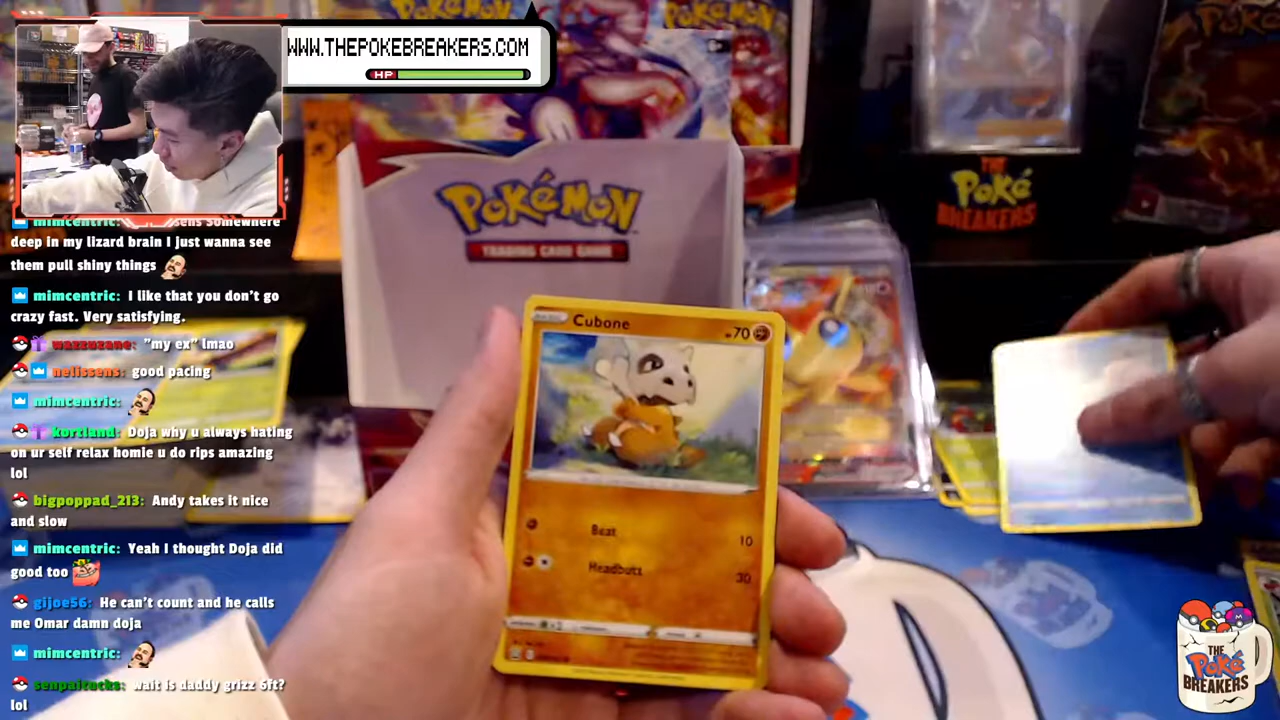 WWW.THEPOKEBREAKERS.COM
HP
mimcentric: Somewhere
deep in my lizard brain I just wanna see
them pull shiny things
mimcentric: I like that you don't go
crazy fast. Very satisfying.
wazzuzane: "my ex" lmao
nelissens: good pacing
mimcentric:
kortland: Doja why u always hating
on ur self relax homie u do rips amazing
lol
bigpoppad_213: Andy takes it nice
and slow
mimcentric: Yeah I thought Doja did
good too
gijoe56: He can't count and he calls
me Omar damn doja
mimcentric:
senpaitocks: wait is daddy grizz 6ft?
lol
POKÉMON
TRADING CARD GAME
THE
POKÉ
BREAKERS
Cubone
70
Beat
10
Headbutt
30
THE
POKÉ
BREAKERS